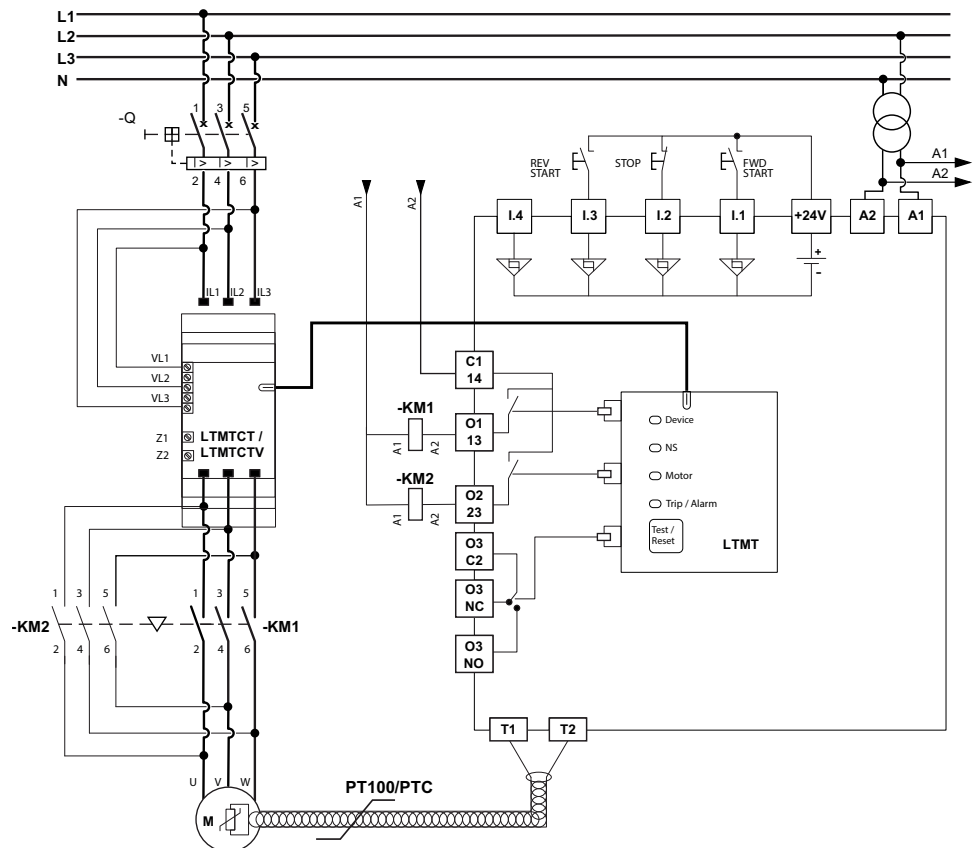 L1
L2
L3
N
-Q
1 3 5
I> I> I>
2 4 6
A1
A2
REV START
STOP
FWD START
A1
A2
I.4 I.3 I.2 I.1 +24V A2 A1
+
-
IL1 IL2 IL3
VL1
VL2
VL3
Z1
Z2
LTMTCT /
LTMTCTV
C1
14
-KM1
A1 A2
O1
13
-KM2
A1 A2
O2
23
O3
C2
O3
NC
O3
NO
Device
NS
Motor
Trip / Alarm
Test /
Reset
LTMT
1 3 5
1 3 5
-KM2
-KM1
2 4 6
2 4 6
T1 T2
U V W
M
PT100/PTC